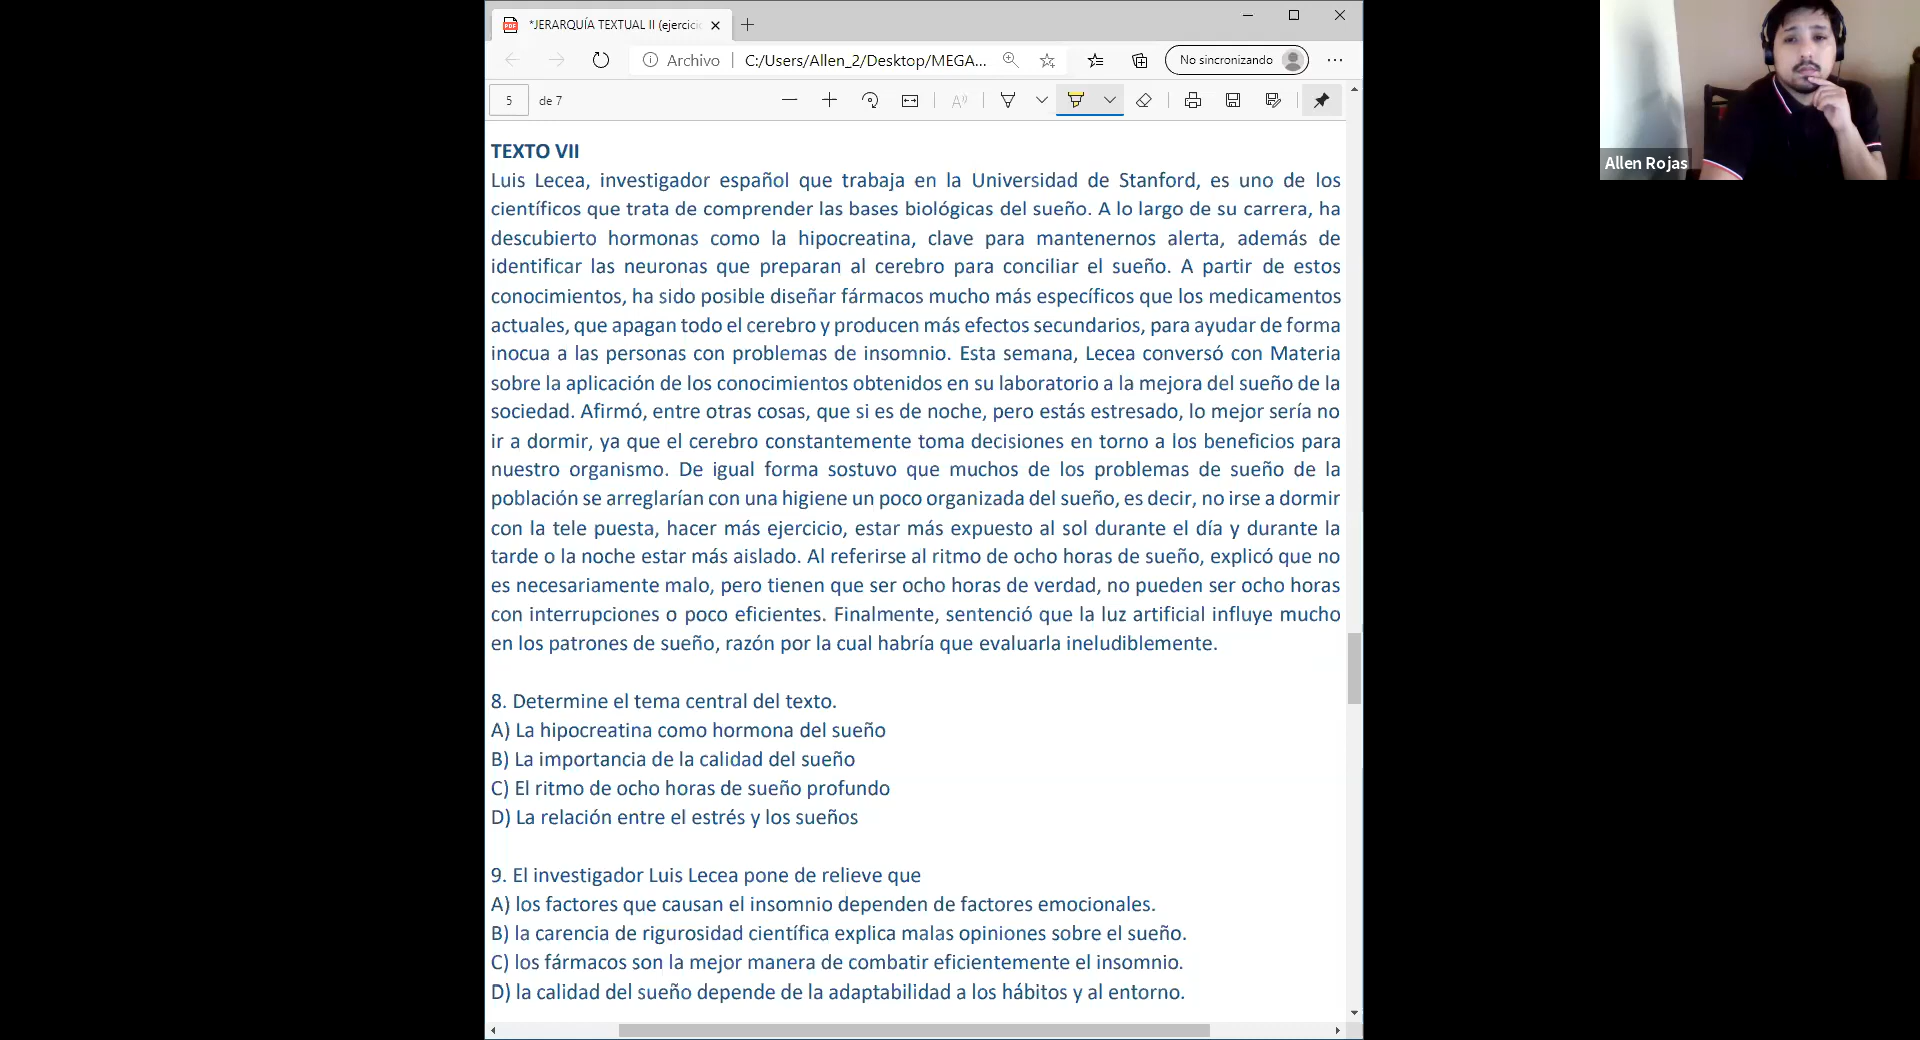 *JERARQUÍA TEXTUAL II (ejercicio
Archivo
C:/Users/Allen_2/Desktop/MEGA...
No sincronizando
5 de 7
Allen Rojas
TEXTO VII
Luis Lecea, investigador español que trabaja en la Universidad de Stanford, es uno de los
científicos que trata de comprender las bases biológicas del sueño. A lo largo de su carrera, ha
descubierto hormonas como la hipocreatina, clave para mantenernos alerta, además de
identificar las neuronas que preparan al cerebro para conciliar el sueño. A partir de estos
conocimientos, ha sido posible diseñar fármacos mucho más específicos que los medicamentos
actuales, que apagan todo el cerebro y producen más efectos secundarios, para ayudar de forma
inocua a las personas con problemas de insomnio. Esta semana, Lecea conversó con Materia
sobre la aplicación de los conocimientos obtenidos en su laboratorio a la mejora del sueño de la
sociedad. Afirmó, entre otras cosas, que si es de noche, pero estás estresado, lo mejor sería no
ir a dormir, ya que el cerebro constantemente toma decisiones en torno a los beneficios para
nuestro organismo. De igual forma sostuvo que muchos de los problemas de sueño de la
población se arreglarían con una higiene un poco organizada del sueño, es decir, no irse a dormir
con la tele puesta, hacer más ejercicio, estar más expuesto al sol durante el día y durante la
tarde o la noche estar más aislado. Al referirse al ritmo de ocho horas de sueño, explicó que no
es necesariamente malo, pero tienen que ser ocho horas de verdad, no pueden ser ocho horas
con interrupciones o poco eficientes. Finalmente, sentenció que la luz artificial influye mucho
en los patrones de sueño, razón por la cual habría que evaluarla ineludiblemente.
8. Determine el tema central del texto.
A) La hipocreatina como hormona del sueño
B) La importancia de la calidad del sueño
C) El ritmo de ocho horas de sueño profundo
D) La relación entre el estrés y los sueños
9. El investigador Luis Lecea pone de relieve que
A) los factores que causan el insomnio dependen de factores emocionales.
B) la carencia de rigurosidad científica explica malas opiniones sobre el sueño.
C) los fármacos son la mejor manera de combatir eficientemente el insomnio.
D) la calidad del sueño depende de la adaptabilidad a los hábitos y al entorno.